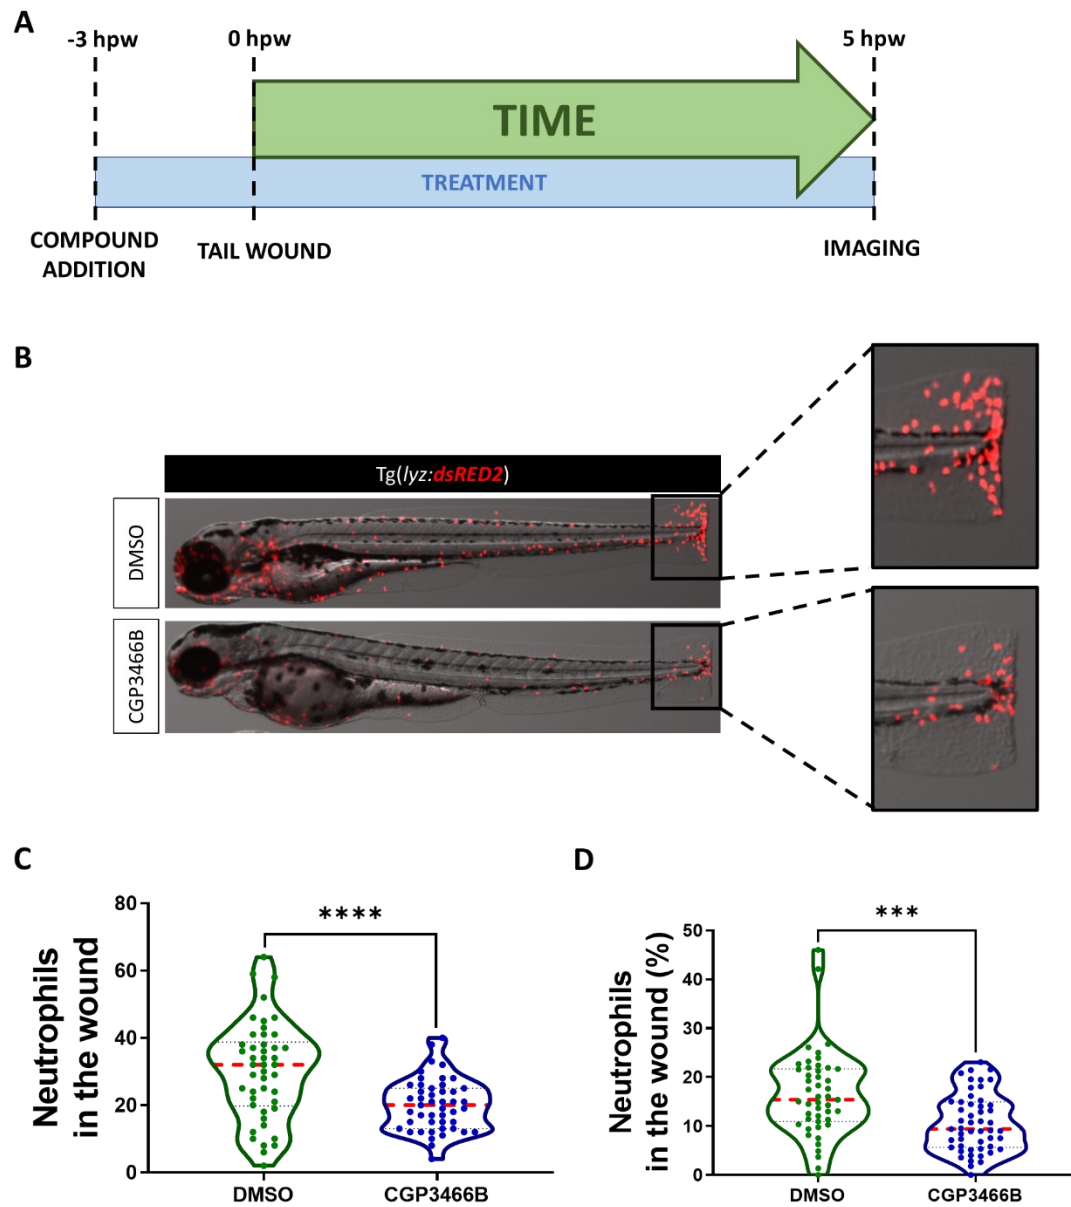 A
-3 hpw
0 hpw
5 hpw
TIME
TREATMENT
COMPOUND
ADDITION
TAIL WOUND
IMAGING
B
Tg(lyz:dsRED2)
DMSO
CGP3466B
C
Neutrophils
in the wound
80
60
40
20
0
****
DMSO
CGP3466B
D
Neutrophils
in the wound (%)
50
40
30
20
10
0
***
DMSO
CGP3466B